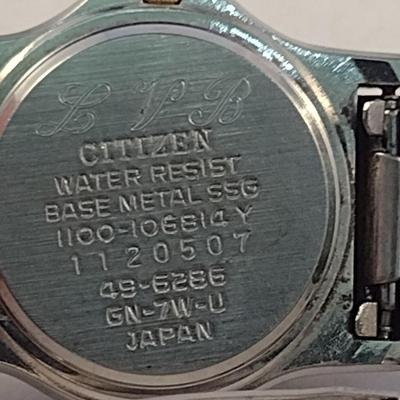 L P B
CITIZEN
WATER RESIST
BASE METAL SSG
1100-106814 Y
1120507
49-6286
GN-7W-U
JAPAN